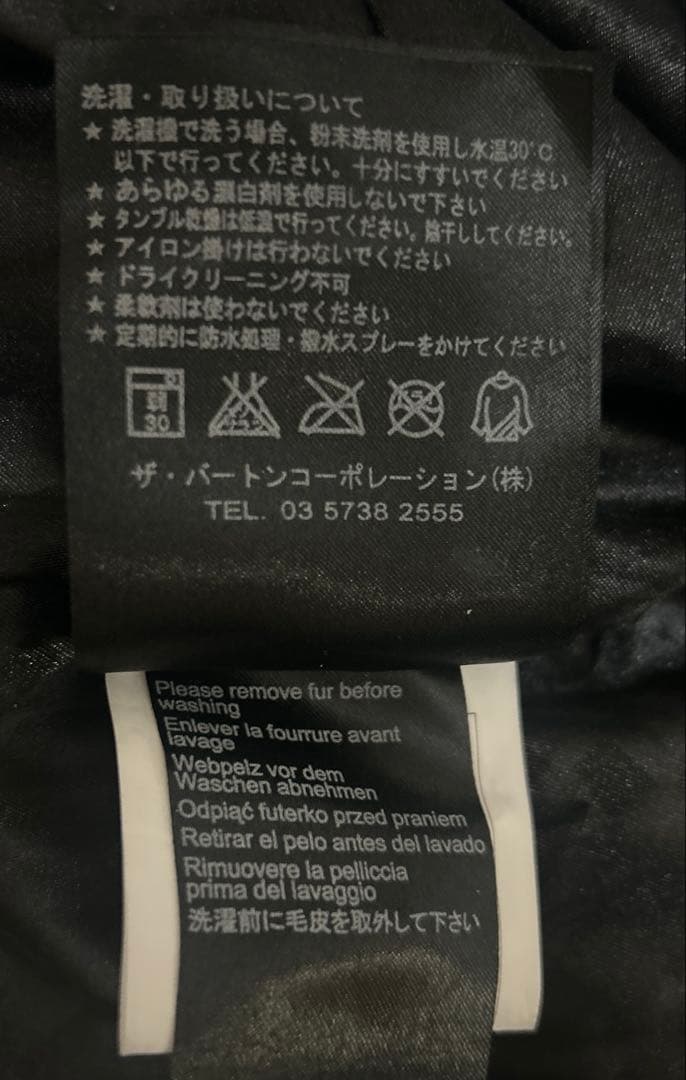 洗濯・取り扱いについて
★ 洗濯機で洗う場合、粉末洗剤を使用し水温30°C
以下で行ってください。十分にすすいでください
★ あらゆる漂白剤を使用しないで下さい
★ タンブル乾燥は低温で行ってください。陰干ししてください。
★ アイロン掛けは行わないでください
★ ドライクリーニング不可
★ 柔軟剤は使わないでください
★ 定期的に防水処理・撥水スプレーをかけてください
30
ザ・バートンコーポレーション(株)
TEL. 03 5738 2555
Please remove fur before
washing
Enlever la fourrure avant
lavage
Webpelz vor dem
Waschen abnehmen
Odpiąć futerko przed praniem
Retirar el pelo antes del lavado
Rimuovere la pelliccia
prima del lavaggio
洗濯前に毛皮を取外して下さい